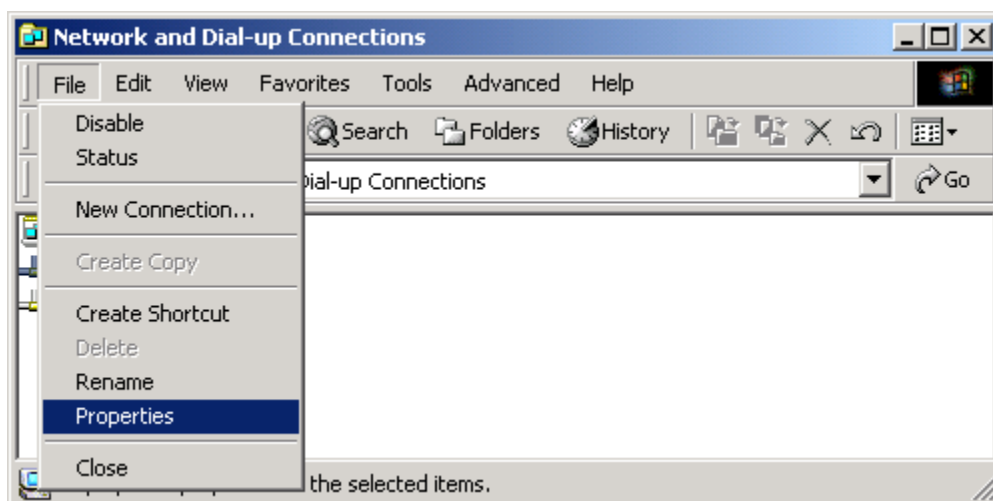 Network and Dial-up Connections
File Edit View Favorites Tools Advanced Help
Disable
Search Folders History
Status
Dial-up Connections Go
New Connection...
Create Copy
Create Shortcut
Delete
Rename
Properties
Close
the selected items.